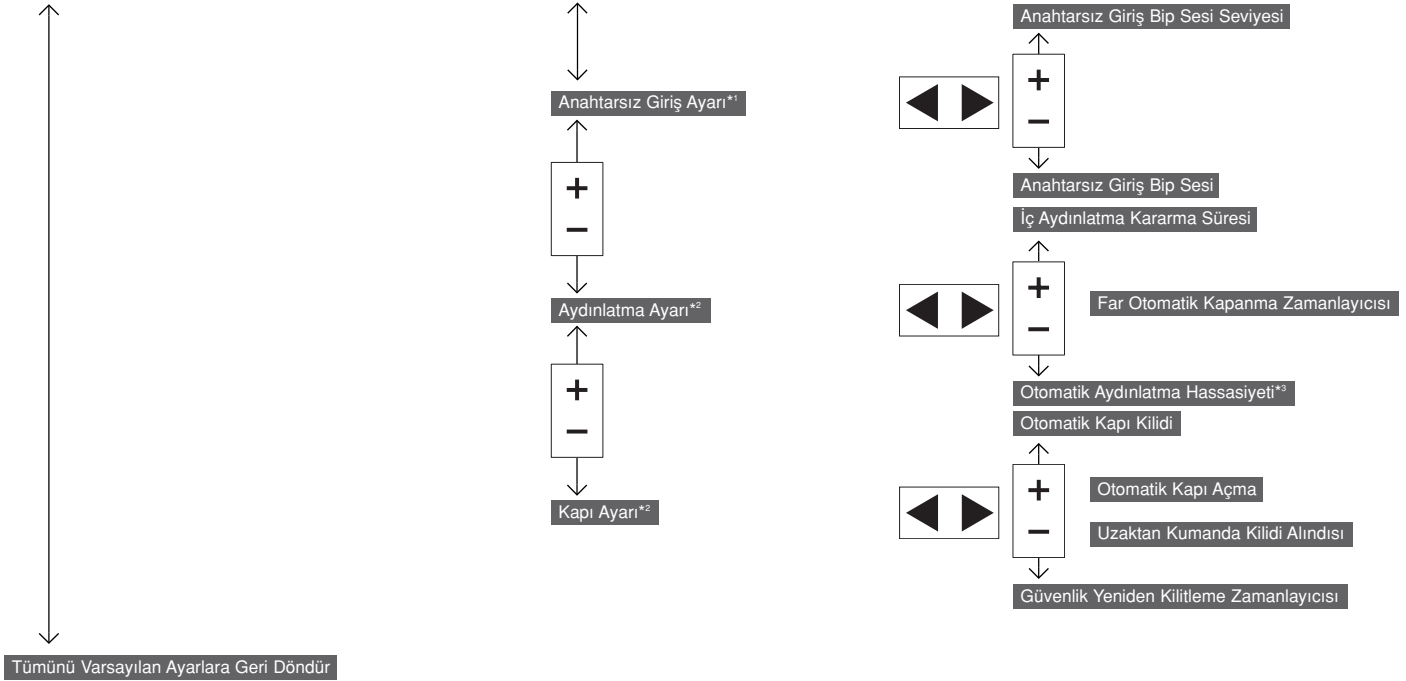 Anahtarsız Giriş Bip Sesi Seviyesi
Anahtarsız Giriş Ayarı*1
+
−
+
−
Anahtarsız Giriş Bip Sesi
İç Aydınlatma Kararma Süresi
Aydınlatma Ayarı*2
+
−
Far Otomatik Kapanma Zamanlayıcısı
Otomatik Aydınlatma Hassasiyeti*3
Otomatik Kapı Kilidi
+
−
Kapı Ayarı*2
+
−
Otomatik Kapı Açma
Uzaktan Kumanda Kilidi Alındısı
Güvenlik Yeniden Kilitleme Zamanlayıcısı
Tümünü Varsayılan Ayarlara Geri Döndür